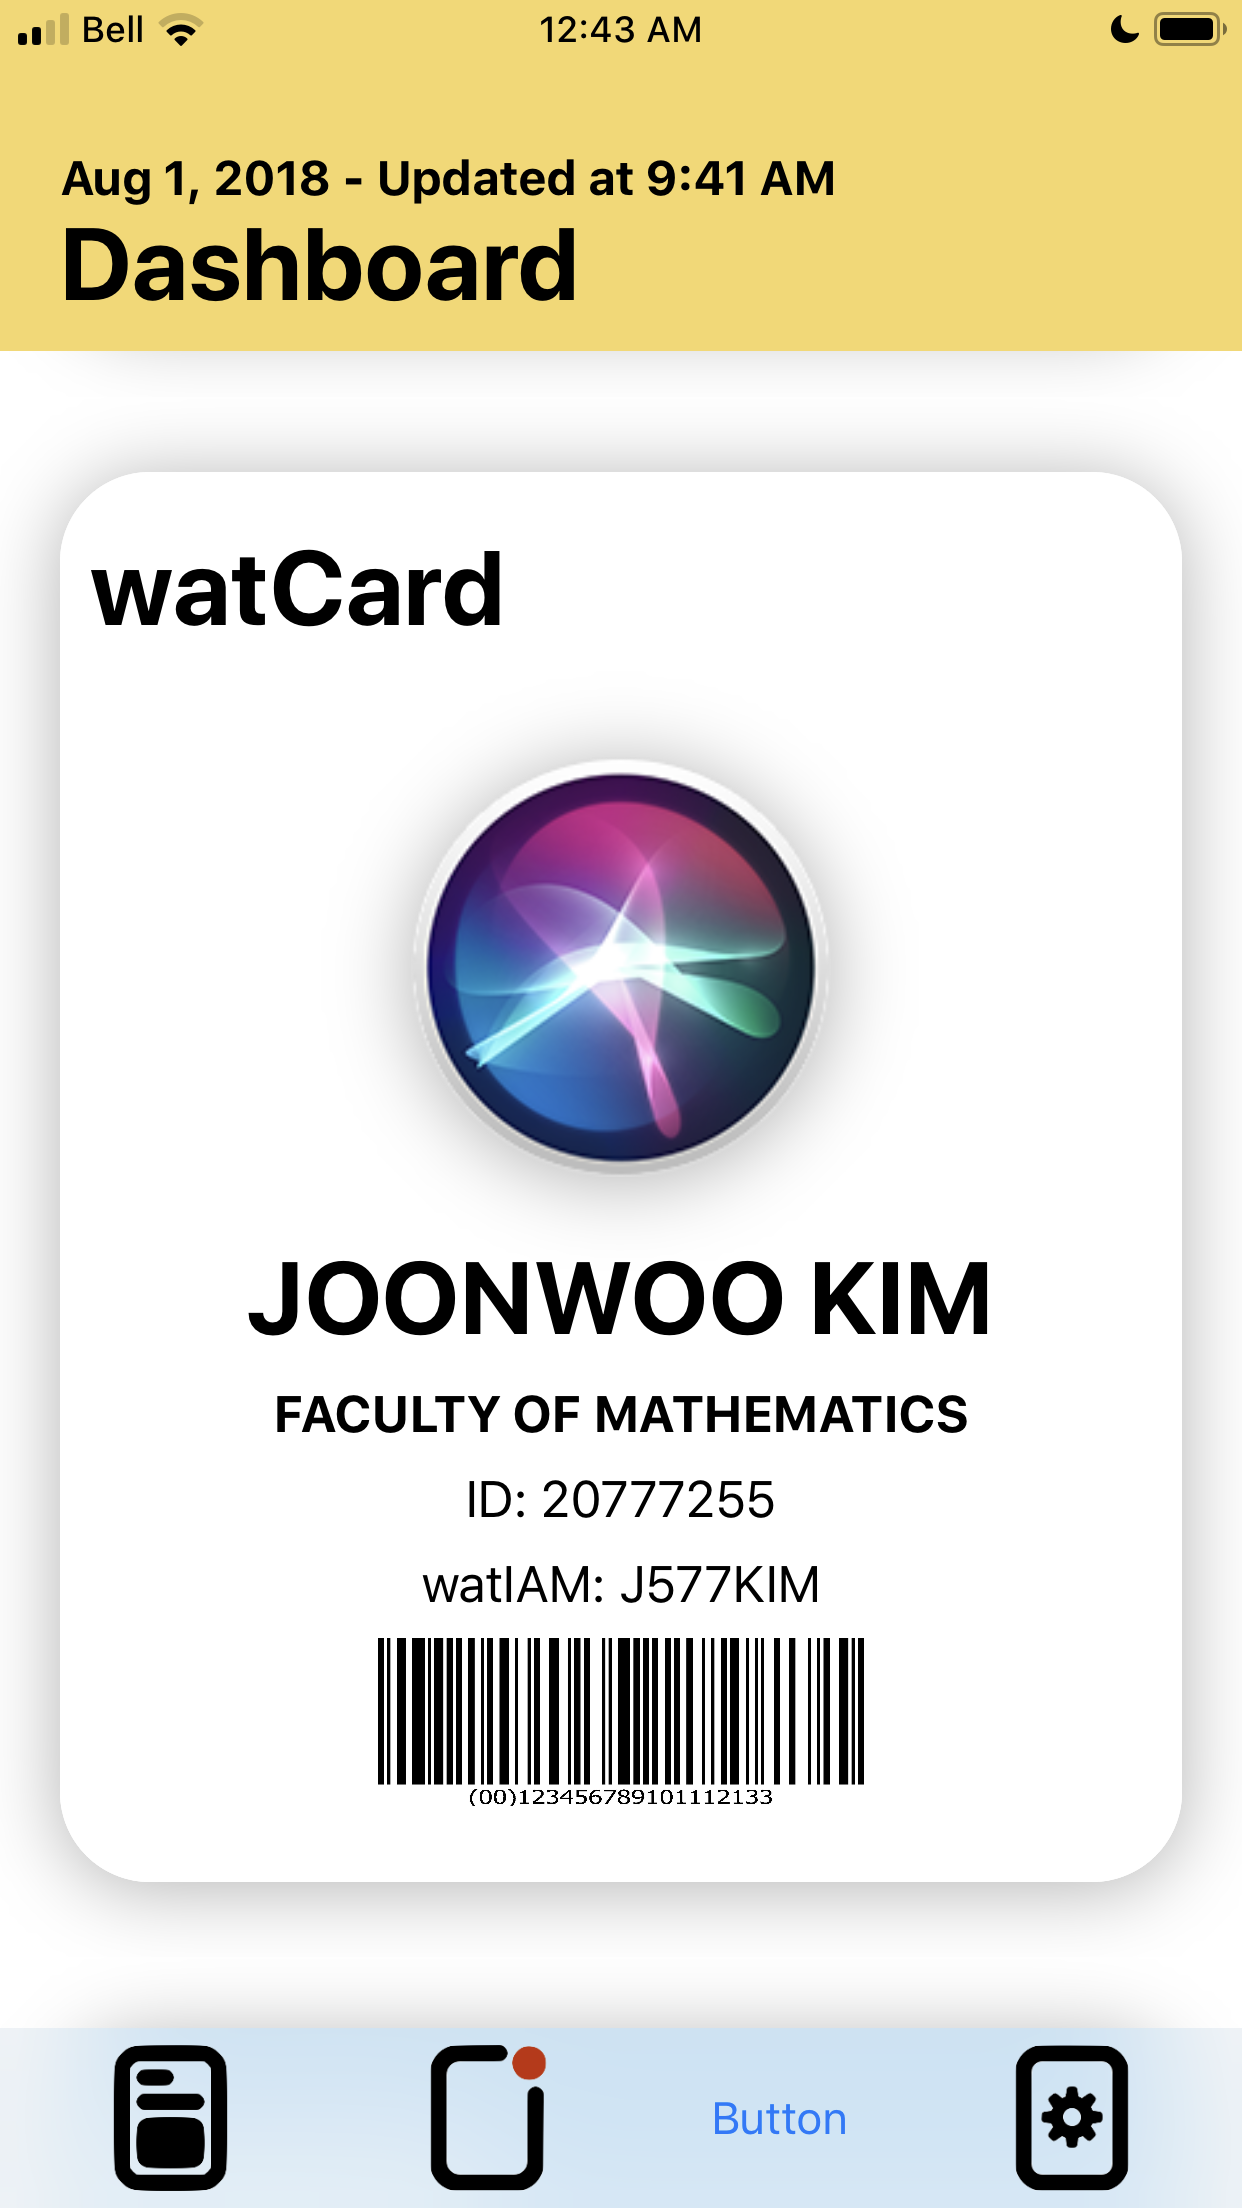 Bell 12:43 AM
Aug 1, 2018 - Updated at 9:41 AM
Dashboard
watCard
JOONWOO KIM
FACULTY OF MATHEMATICS
ID: 20777255
watIAM: J577KIM
(00)123456789101112133
Button